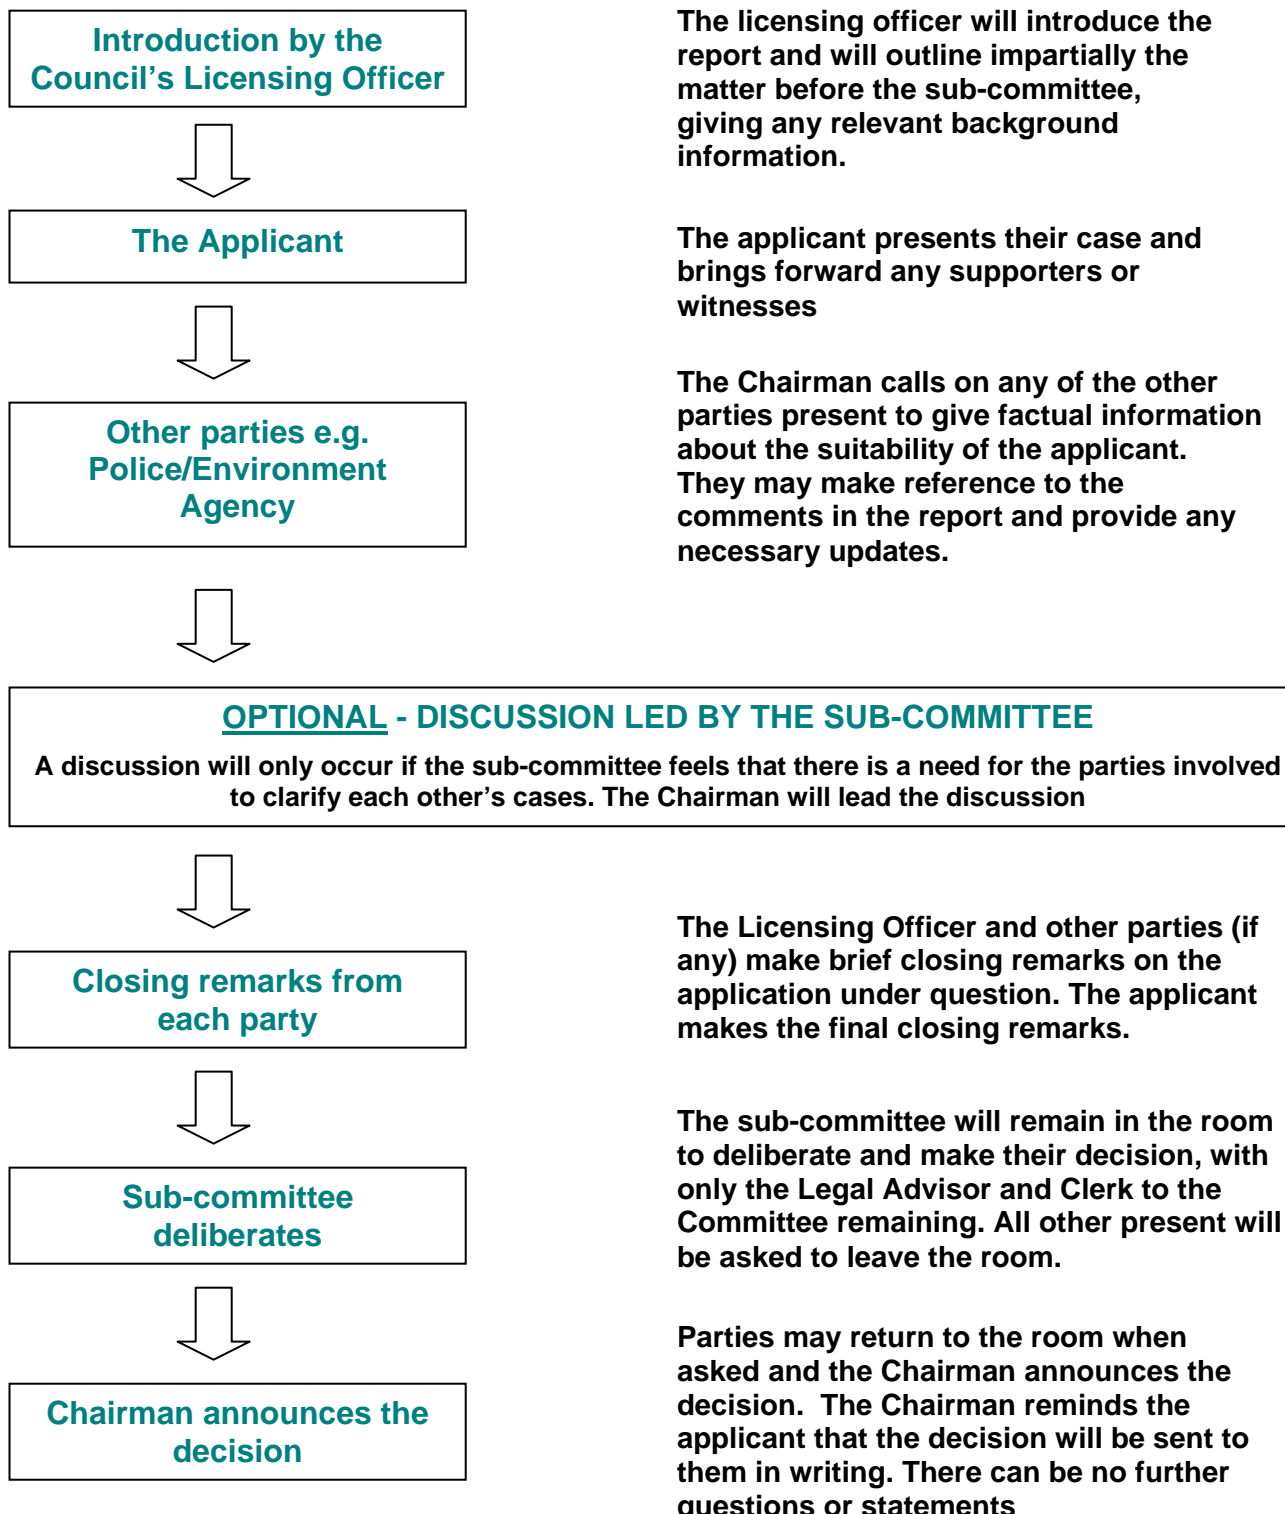 Introduction by the
Council's Licensing Officer
The licensing officer will introduce the
report and will outline impartially the
matter before the sub-committee,
giving any relevant background
information.
The Applicant
The applicant presents their case and
brings forward any supporters or
witnesses
Other parties e.g.
Police/Environment
Agency
The Chairman calls on any of the other
parties present to give factual information
about the suitability of the applicant.
They may make reference to the
comments in the report and provide any
necessary updates.
OPTIONAL - DISCUSSION LED BY THE SUB-COMMITTEE
A discussion will only occur if the sub-committee feels that there is a need for the parties involved
to clarify each other's cases. The Chairman will lead the discussion
Closing remarks from
each party
The Licensing Officer and other parties (if
any) make brief closing remarks on the
application under question. The applicant
makes the final closing remarks.
Sub-committee
deliberates
The sub-committee will remain in the room
to deliberate and make their decision, with
only the Legal Advisor and Clerk to the
Committee remaining. All other present will
be asked to leave the room.
Chairman announces the
decision
Parties may return to the room when
asked and the Chairman announces the
decision.  The Chairman reminds the
applicant that the decision will be sent to
them in writing. There can be no further
questions or statements